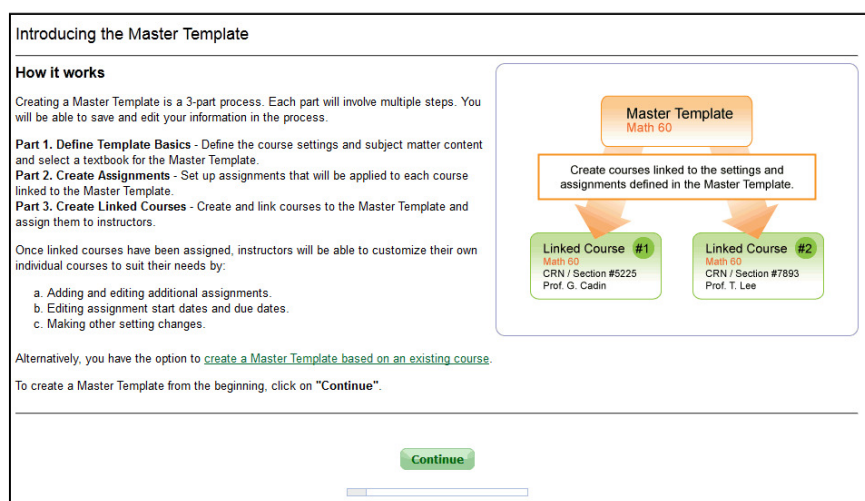 Introducing the Master Template
How it works
Creating a Master Template is a 3-part process. Each part will involve multiple steps. You
will be able to save and edit your information in the process.
Part 1. Define Template Basics - Define the course settings and subject matter content
and select a textbook for the Master Template.
Part 2. Create Assignments - Set up assignments that will be applied to each course
linked to the Master Template.
Part 3. Create Linked Courses - Create and link courses to the Master Template and
assign them to instructors.
Once linked courses have been assigned, instructors will be able to customize their own
individual courses to suit their needs by:
a. Adding and editing additional assignments.
b. Editing assignment start dates and due dates.
c. Making other setting changes.
Alternatively, you have the option to create a Master Template based on an existing course.
To create a Master Template from the beginning, click on "Continue".
Master Template
Math 60
Create courses linked to the settings and
assignments defined in the Master Template.
Linked Course #1
Math 60
CRN / Section #5225
Prof. G. Cadin
Linked Course #2
Math 60
CRN / Section #7893
Prof. T. Lee
Continue